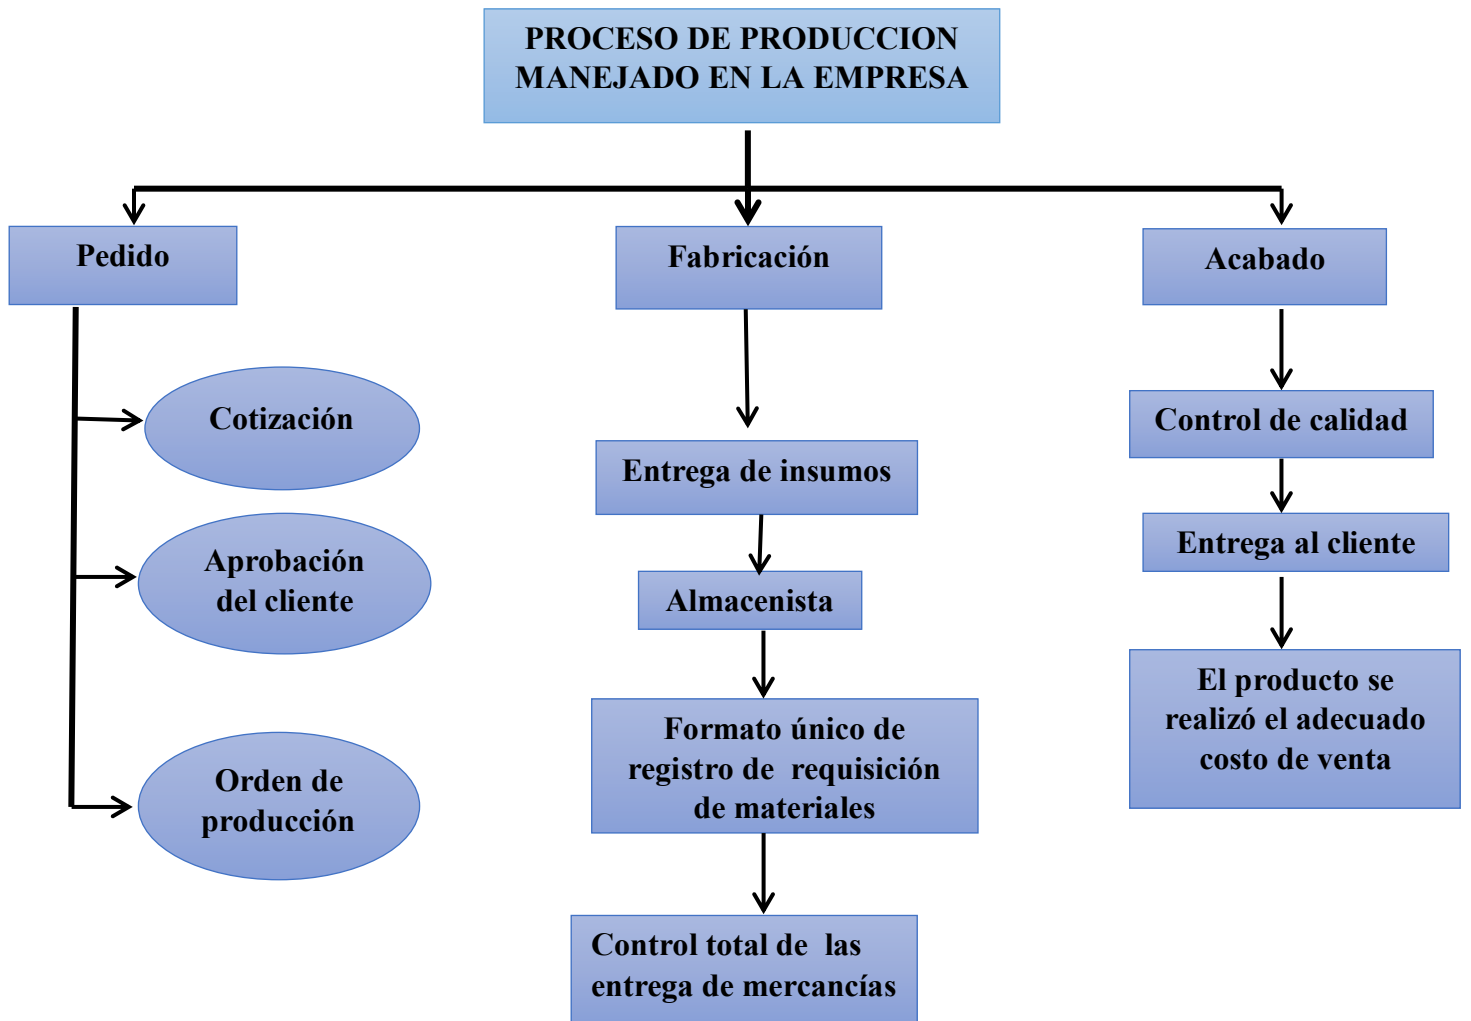 PROCESO DE PRODUCCION
MANEJADO EN LA EMPRESA
Pedido
Cotización
Aprobación
del cliente
Orden de
producción
Fabricación
Entrega de insumos
Almacenista
Formato único de
registro de requisición
de materiales
Control total de las
entrega de mercancías
Acabado
Control de calidad
Entrega al cliente
El producto se
realizó el adecuado
costo de venta